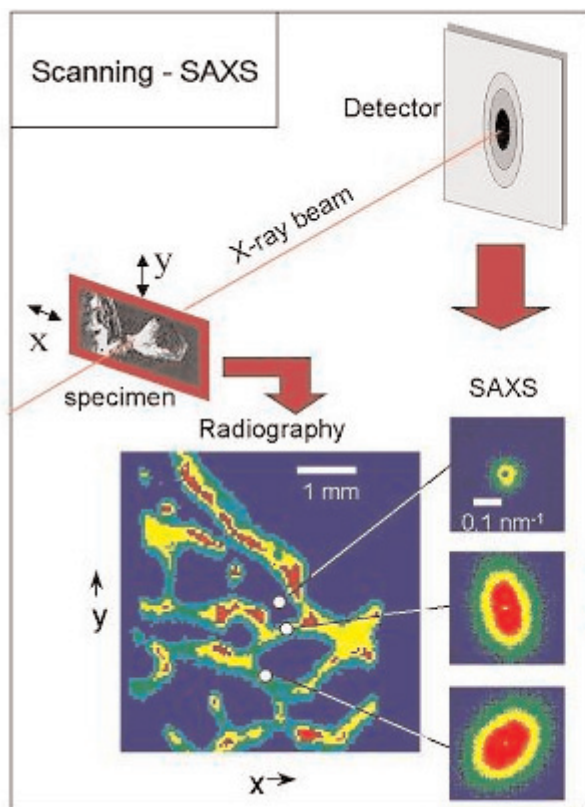 Scanning - SAXS
Detector
X-ray beam
y
x
specimen
Radiography
SAXS
1 mm
0.1 nm⁻¹
y
x